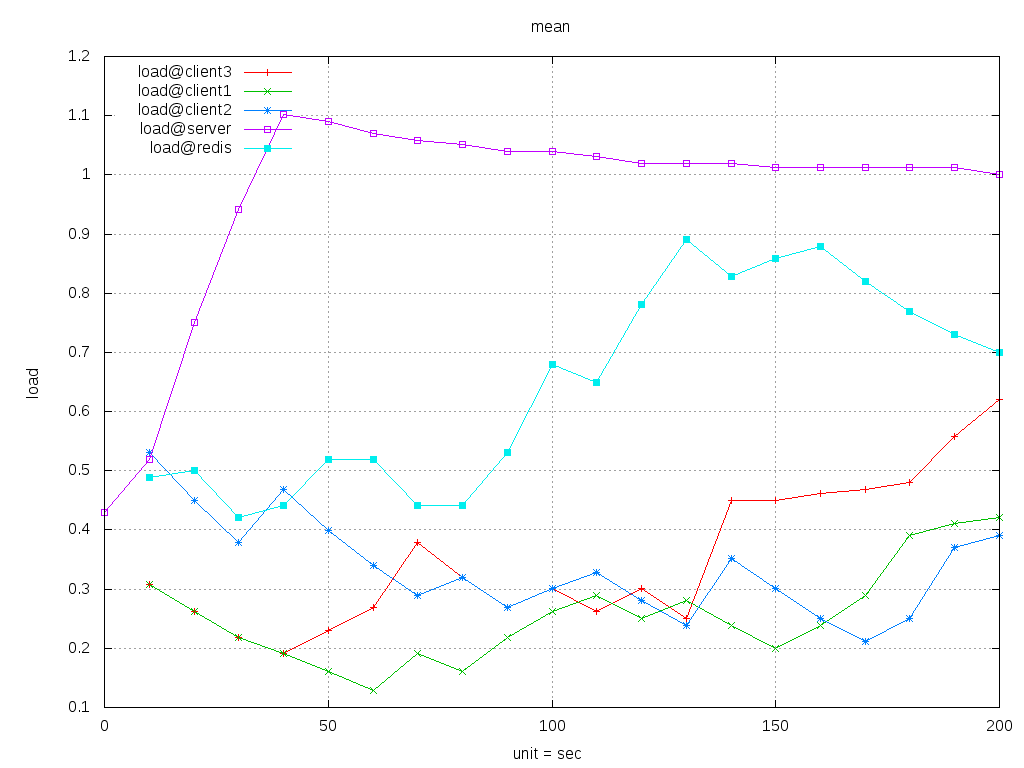 mean
load@client3
load@client1
load@client2
load@server
load@redis
1.2
1.1
1
0.9
0.8
0.7
0.6
0.5
0.4
0.3
0.2
0.1
load
0 50 100 150 200
unit = sec